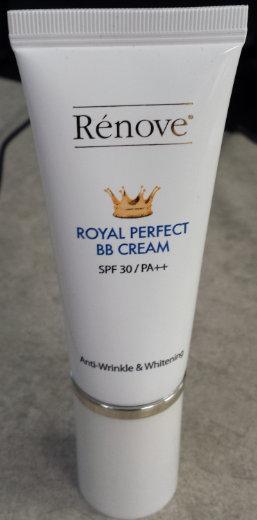 Rénove®
ROYAL PERFECT
BB CREAM
SPF 30 / PA++
Anti-Wrinkle & Whitening